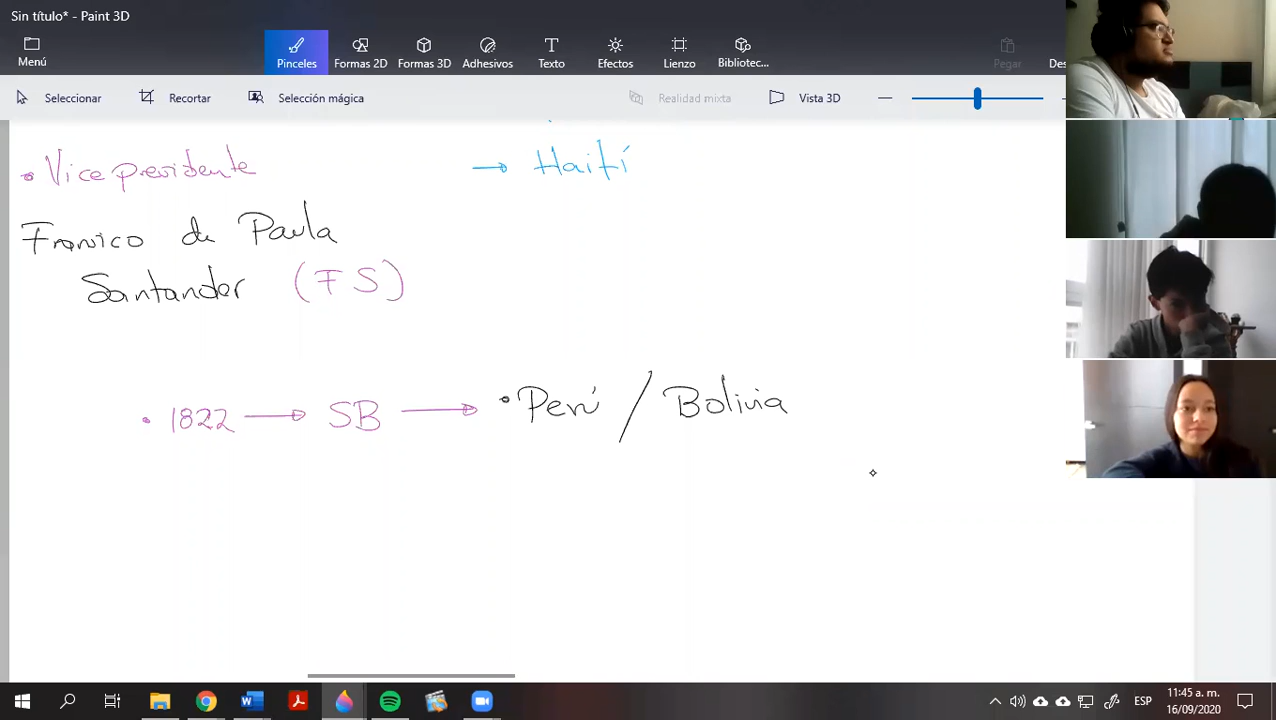 Sin título* - Paint 3D
Menú
Pinceles
Formas 2D
Formas 3D
Adhesivos
Texto
Efectos
Lienzo
Bibliotec...
Pegar
Des
Seleccionar
Recortar
Selección mágica
Realidad mixta
Vista 3D
• Vicepresidente
→ Haití
de Paula
Santander (FS)
• 1822 → SB → • Perú / Bolivia
ESP
11:45 a. m.
16/09/2020